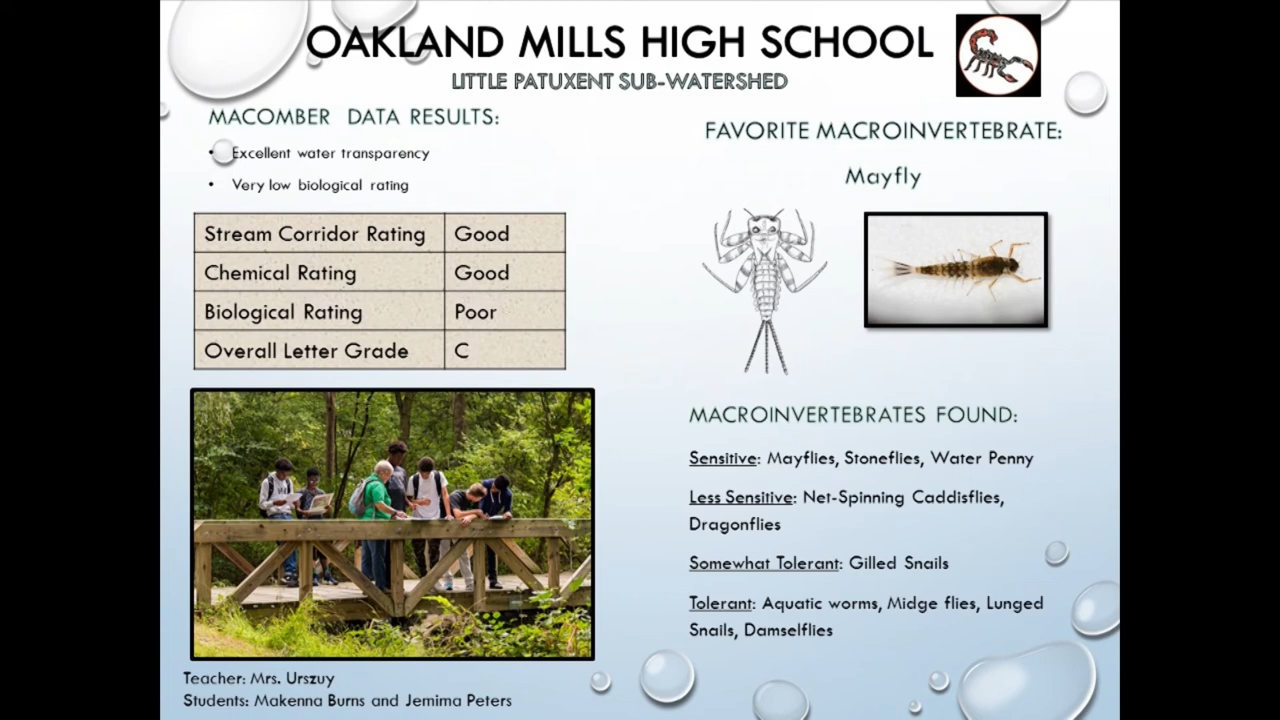 OAKLAND MILLS HIGH SCHOOL
LITTLE PATUXENT SUB-WATERSHED
MACOMBER DATA RESULTS:
• Excellent water transparency
• Very low biological rating
Stream Corridor Rating Good
Chemical Rating Good
Biological Rating Poor
Overall Letter Grade C
Teacher: Mrs. Urszuy
Students: Makenna Burns and Jemima Peters
FAVORITE MACROINVERTEBRATE:
Mayfly
MACROINVERTEBRATES FOUND:
Sensitive: Mayflies, Stoneflies, Water Penny
Less Sensitive: Net-Spinning Caddisflies,
Dragonflies
Somewhat Tolerant: Gilled Snails
Tolerant: Aquatic worms, Midge flies, Lunged
Snails, Damselflies